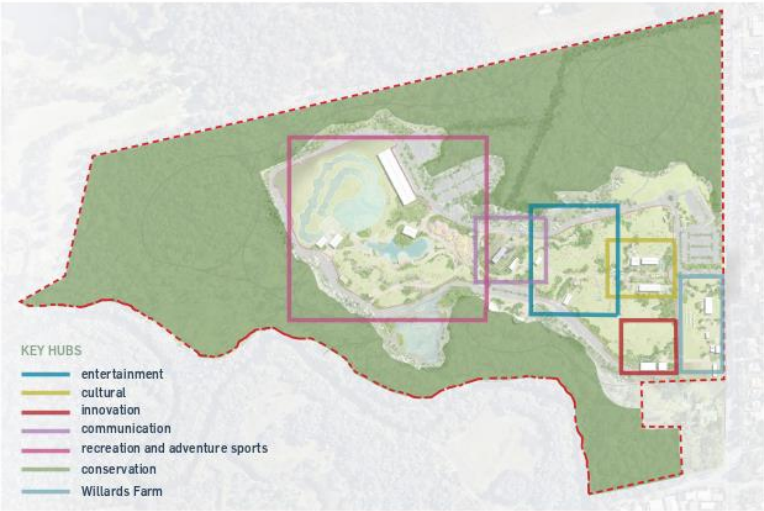 KEY HUBS
entertainment
cultural
innovation
communication
recreation and adventure sports
conservation
Willards Farm